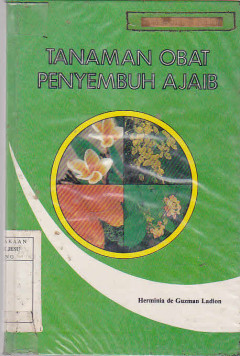 TANAMAN OBAT
PENYEMBUH AJAIB
Herminia de Guzman Ladion